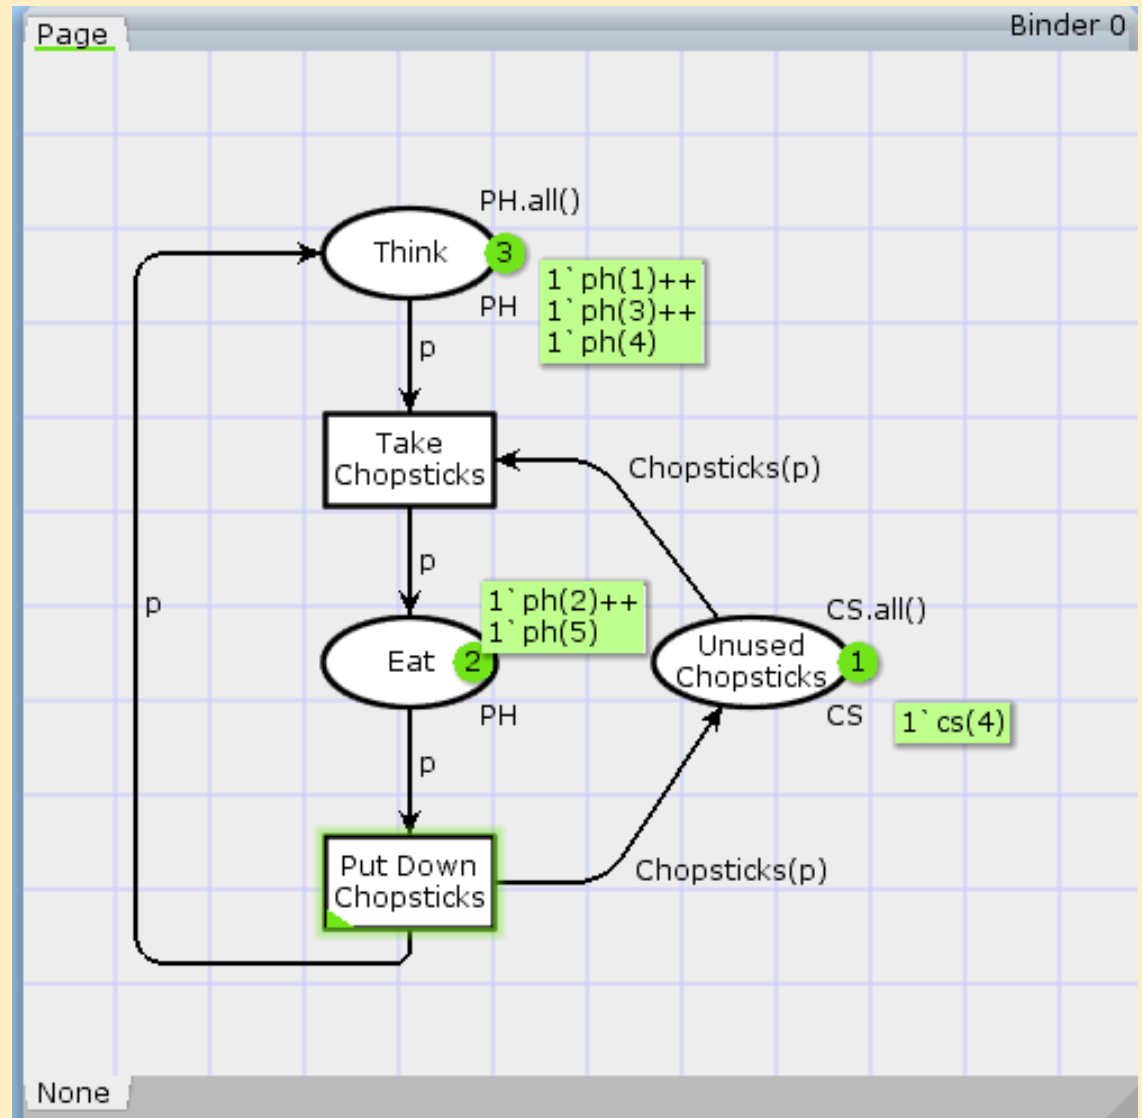 Page
Binder 0
PH.all()
Think
3
1`ph(1)++
1`ph(3)++
1`ph(4)
PH
p
Take
Chopsticks
Chopsticks(p)
p
p
1`ph(2)++
1`ph(5)
CS.all()
Eat
2
Unused
Chopsticks
1
PH
CS
1`cs(4)
p
Put Down
Chopsticks
Chopsticks(p)
None